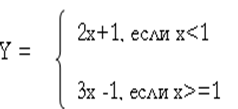 2x+1, если x<1
Y =
3x -1, если x>=1